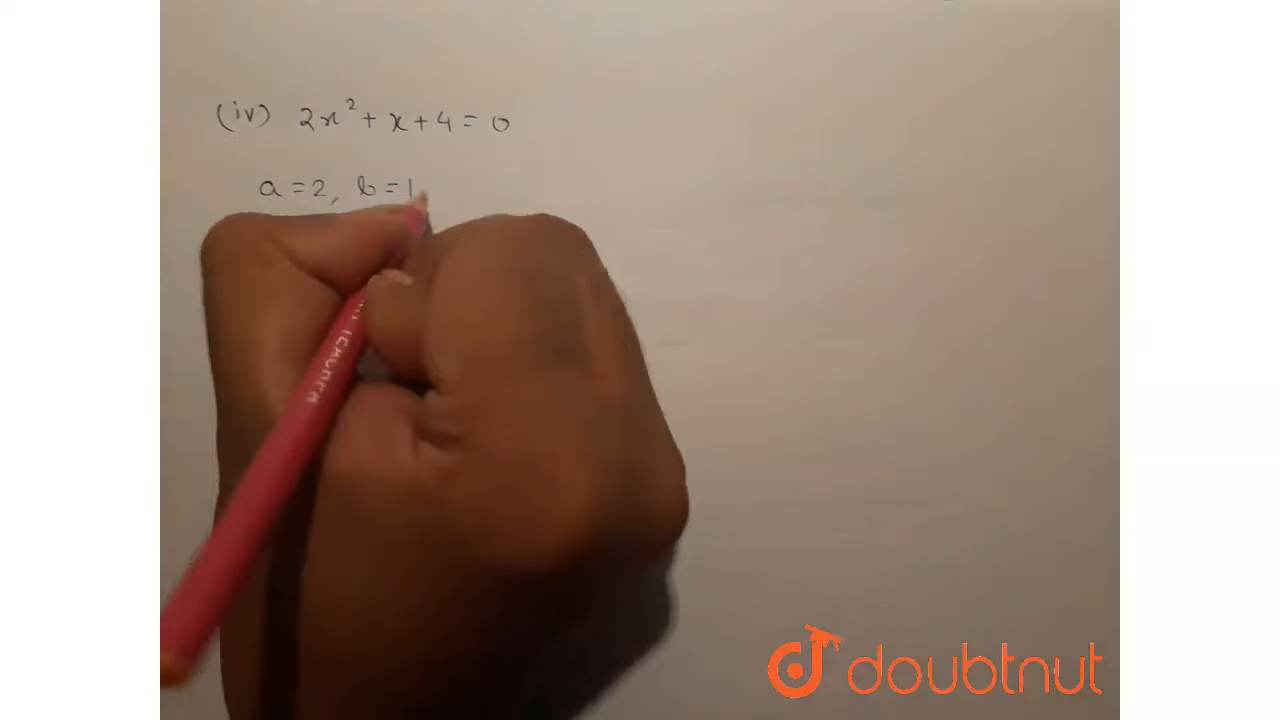 (iv) 2x² + x + 4 = 0
a = 2, b = 1
doubtnut